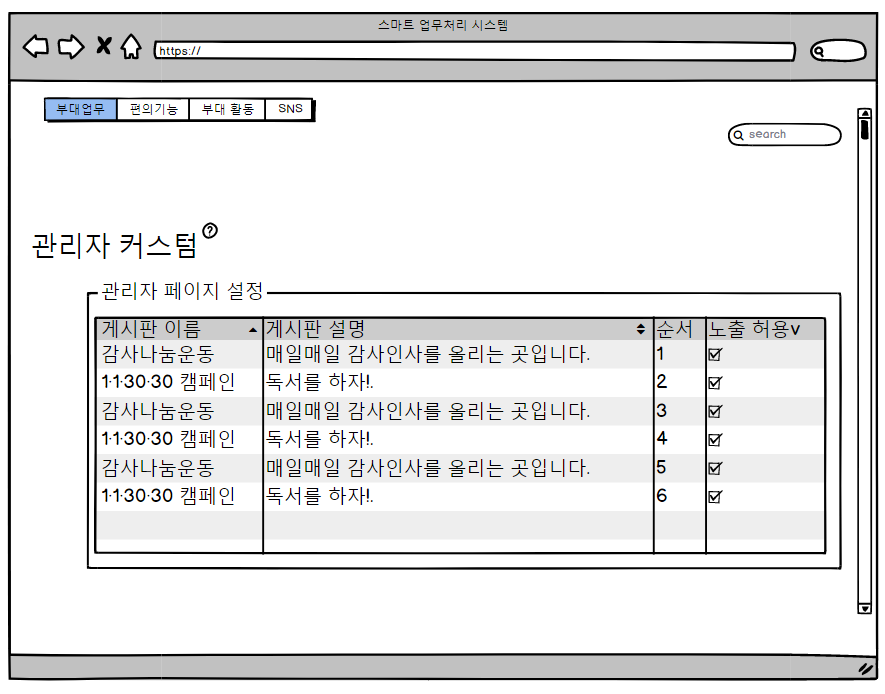 스마트 업무처리 시스템
https://
부대업무 편의기능 부대 활동 SNS
search
관리자 커스텀?
관리자 페이지 설정
게시판 이름 게시판 설명 순서 노출 허용v
감사나눔운동 매일매일 감사인사를 올리는 곳입니다. 1
1·1·30·30 캠페인 독서를 하자!. 2
감사나눔운동 매일매일 감사인사를 올리는 곳입니다. 3
1·1·30·30 캠페인 독서를 하자!. 4
감사나눔운동 매일매일 감사인사를 올리는 곳입니다. 5
1·1·30·30 캠페인 독서를 하자!. 6